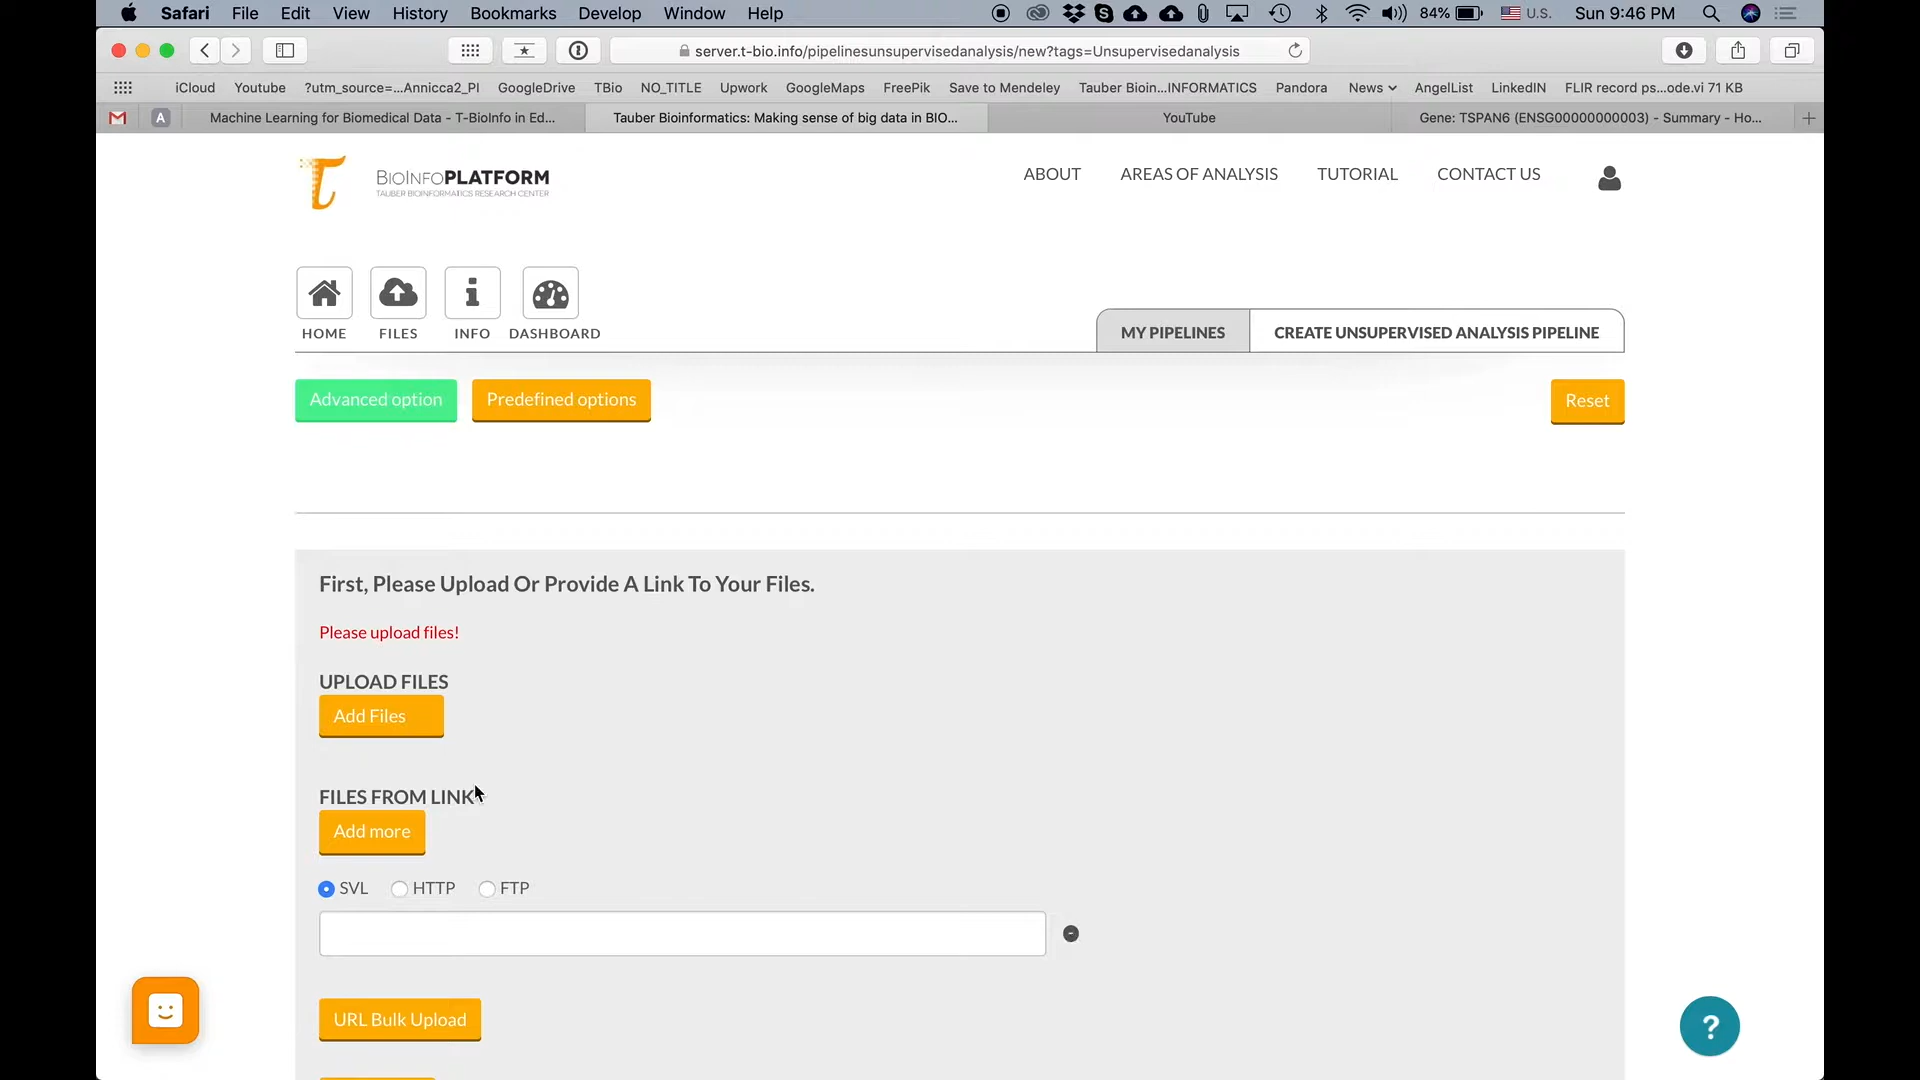 Safari File Edit View History Bookmarks Develop Window Help 84% U.S. Sun 9:46 PM
server.t-bio.info/pipelinesunsupervisedanalysis/new?tags=Unsupervisedanalysis
iCloud Youtube ?utm_source=...Annicca2_PI GoogleDrive TBio NO_TITLE Upwork GoogleMaps FreePik Save to Mendeley Tauber Bioin...INFORMATICS Pandora News AngelList LinkedIN FLIR record ps...ode.vi 71 KB
A Machine Learning for Biomedical Data - T-BioInfo in Ed... Tauber Bioinformatics: Making sense of big data in BIO... YouTube Gene: TSPAN6 (ENSG00000000003) - Summary - Ho...
BIOINFOPLATFORM
TAUBER BIOINFORMATICS RESEARCH CENTER
ABOUT AREAS OF ANALYSIS TUTORIAL CONTACT US
HOME FILES INFO DASHBOARD
MY PIPELINES CREATE UNSUPERVISED ANALYSIS PIPELINE
Advanced option Predefined options Reset
First, Please Upload Or Provide A Link To Your Files.
Please upload files!
UPLOAD FILES
Add Files
FILES FROM LINK
Add more
SVL HTTP FTP
URL Bulk Upload
?